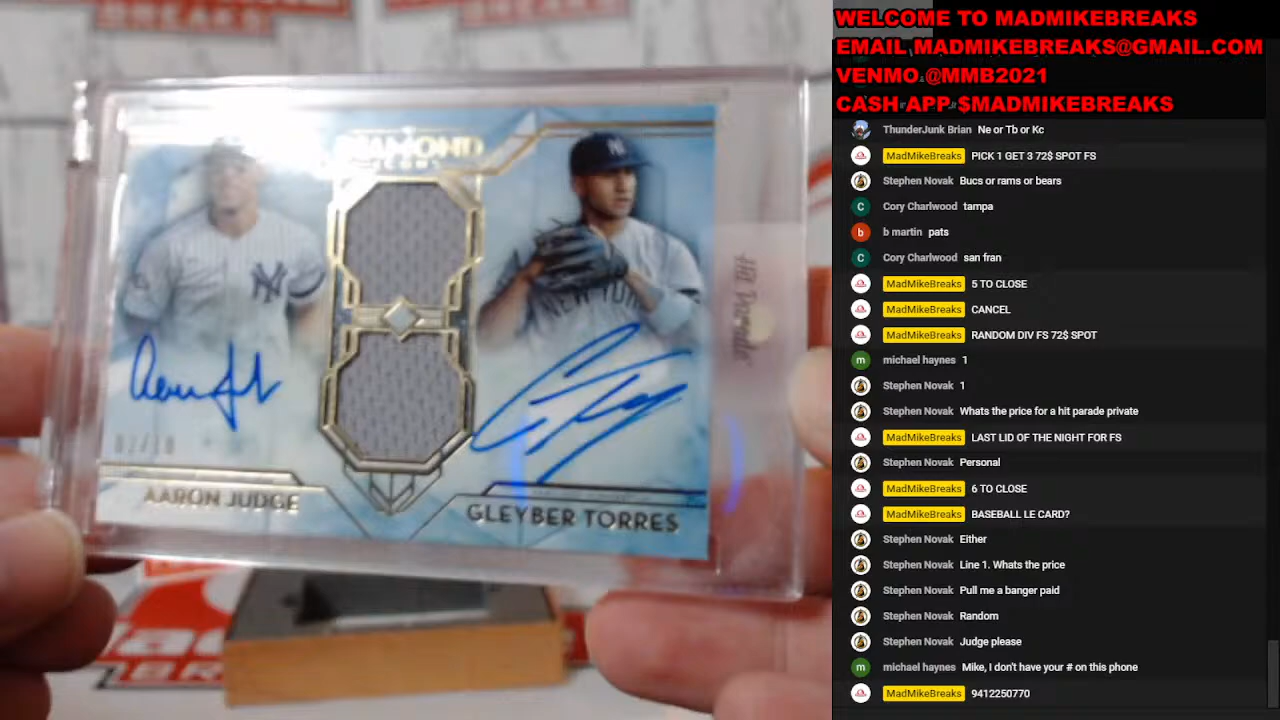 WELCOME TO MADMIKEBREAKS
EMAIL MADMIKEBREAKS@GMAIL.COM
VENMO @MMB2021
CASH APP $MADMIKEBREAKS
DIAMOND
NEW YORK
Hit Parade
AARON JUDGE
GLEYBER TORRES
ThunderJunk Brian Ne or Tb or Kc
MadMikeBreaks PICK 1 GET 3 72$ SPOT FS
Stephen Novak Bucs or rams or bears
C Cory Charlwood tampa
b b martin pats
C Cory Charlwood san fran
MadMikeBreaks 5 TO CLOSE
MadMikeBreaks CANCEL
MadMikeBreaks RANDOM DIV FS 72$ SPOT
m michael haynes 1
Stephen Novak 1
Stephen Novak Whats the price for a hit parade private
MadMikeBreaks LAST LID OF THE NIGHT FOR FS
Stephen Novak Personal
MadMikeBreaks 6 TO CLOSE
MadMikeBreaks BASEBALL LE CARD?
Stephen Novak Either
Stephen Novak Line 1. Whats the price
Stephen Novak Pull me a banger paid
Stephen Novak Random
Stephen Novak Judge please
m michael haynes Mike, I don't have your # on this phone
MadMikeBreaks 9412250770